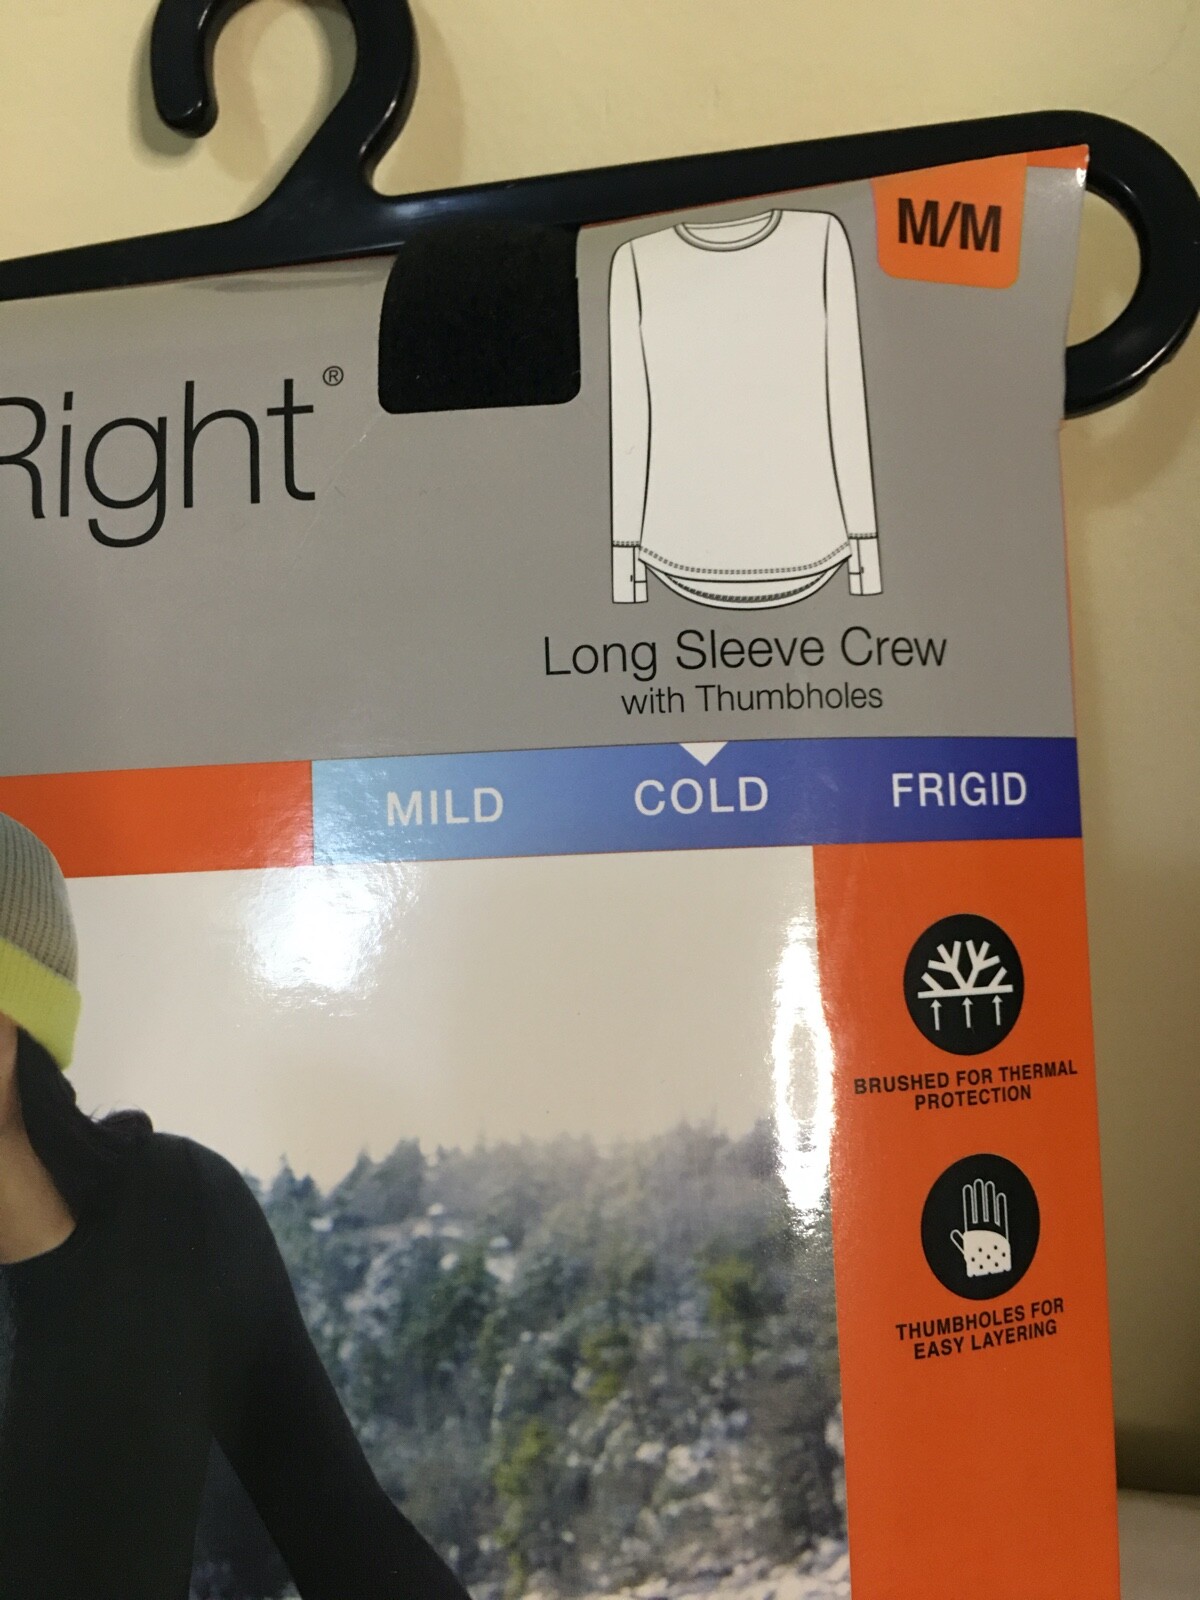 M/M
Right®
Long Sleeve Crew
with Thumbholes
MILD COLD FRIGID
BRUSHED FOR THERMAL
PROTECTION
THUMBHOLES FOR
EASY LAYERING